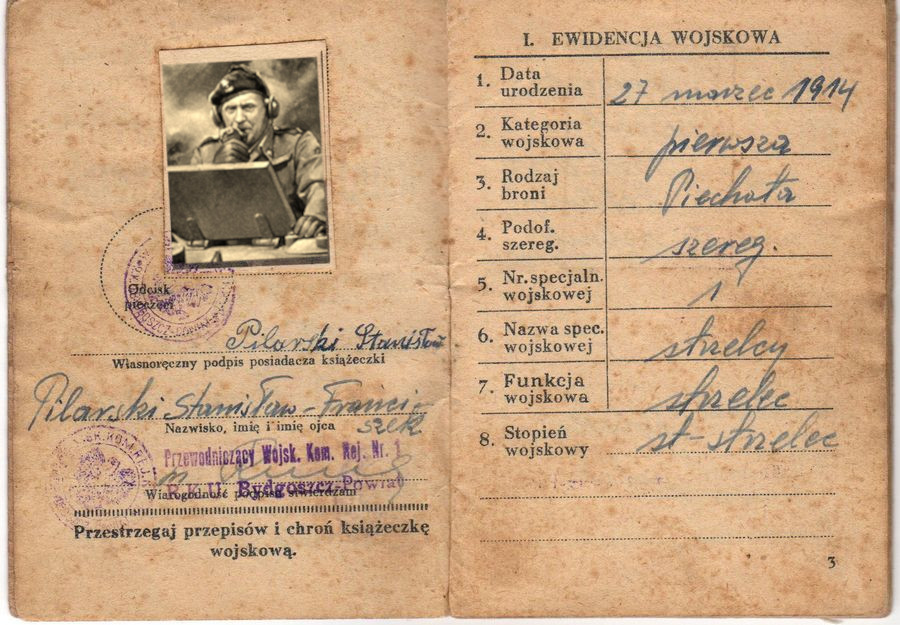 Odcisk
pieczęci
Pilarski Stanisław
Własnoręczny podpis posiadacza książeczki
Pilarski Stanisław-Franci-
szek
Nazwisko, imię i imię ojca
Przewodniczący Wojsk. Kom. Rej. Nr. 1
R.K.U. Bydgoszcz-Powiat
Wiarogodność podpisu stwierdzam
Przestrzegaj przepisów i chroń książeczkę
wojskową.
I. EWIDENCJA WOJSKOWA
1. Data urodzenia 27 marzec 1914
2. Kategoria wojskowa pierwsza
3. Rodzaj broni Piechota
4. Podof. szereg. szereg.
5. Nr. specjaln. wojskowej 1
6. Nazwa spec. wojskowej strzelcy
7. Funkcja wojskowa strzelec
8. Stopień wojskowy st-strzelec
3